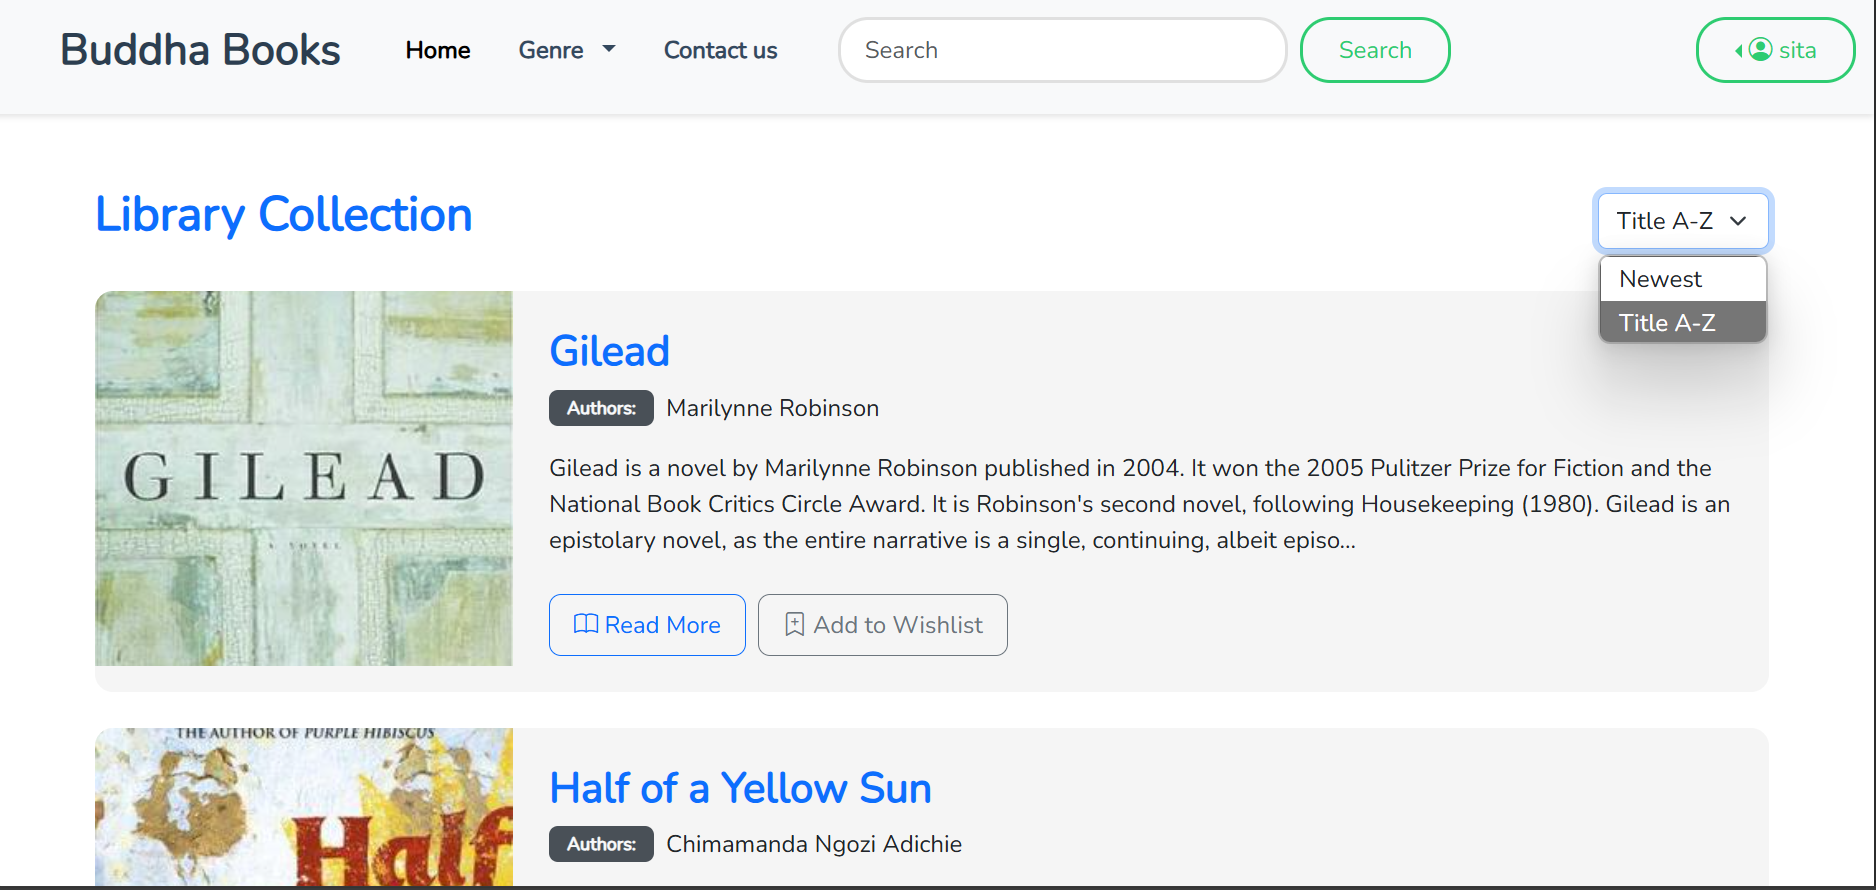 Buddha Books Home Genre Contact us Search Search sita
Library Collection
Title A-Z
Newest
Title A-Z
GILEAD
A NOVEL
Gilead
Authors: Marilynne Robinson
Gilead is a novel by Marilynne Robinson published in 2004. It won the 2005 Pulitzer Prize for Fiction and the
National Book Critics Circle Award. It is Robinson's second novel, following Housekeeping (1980). Gilead is an
epistolary novel, as the entire narrative is a single, continuing, albeit episo...
Read More Add to Wishlist
THE AUTHOR OF PURPLE HIBISCUS
Half
Half of a Yellow Sun
Authors: Chimamanda Ngozi Adichie